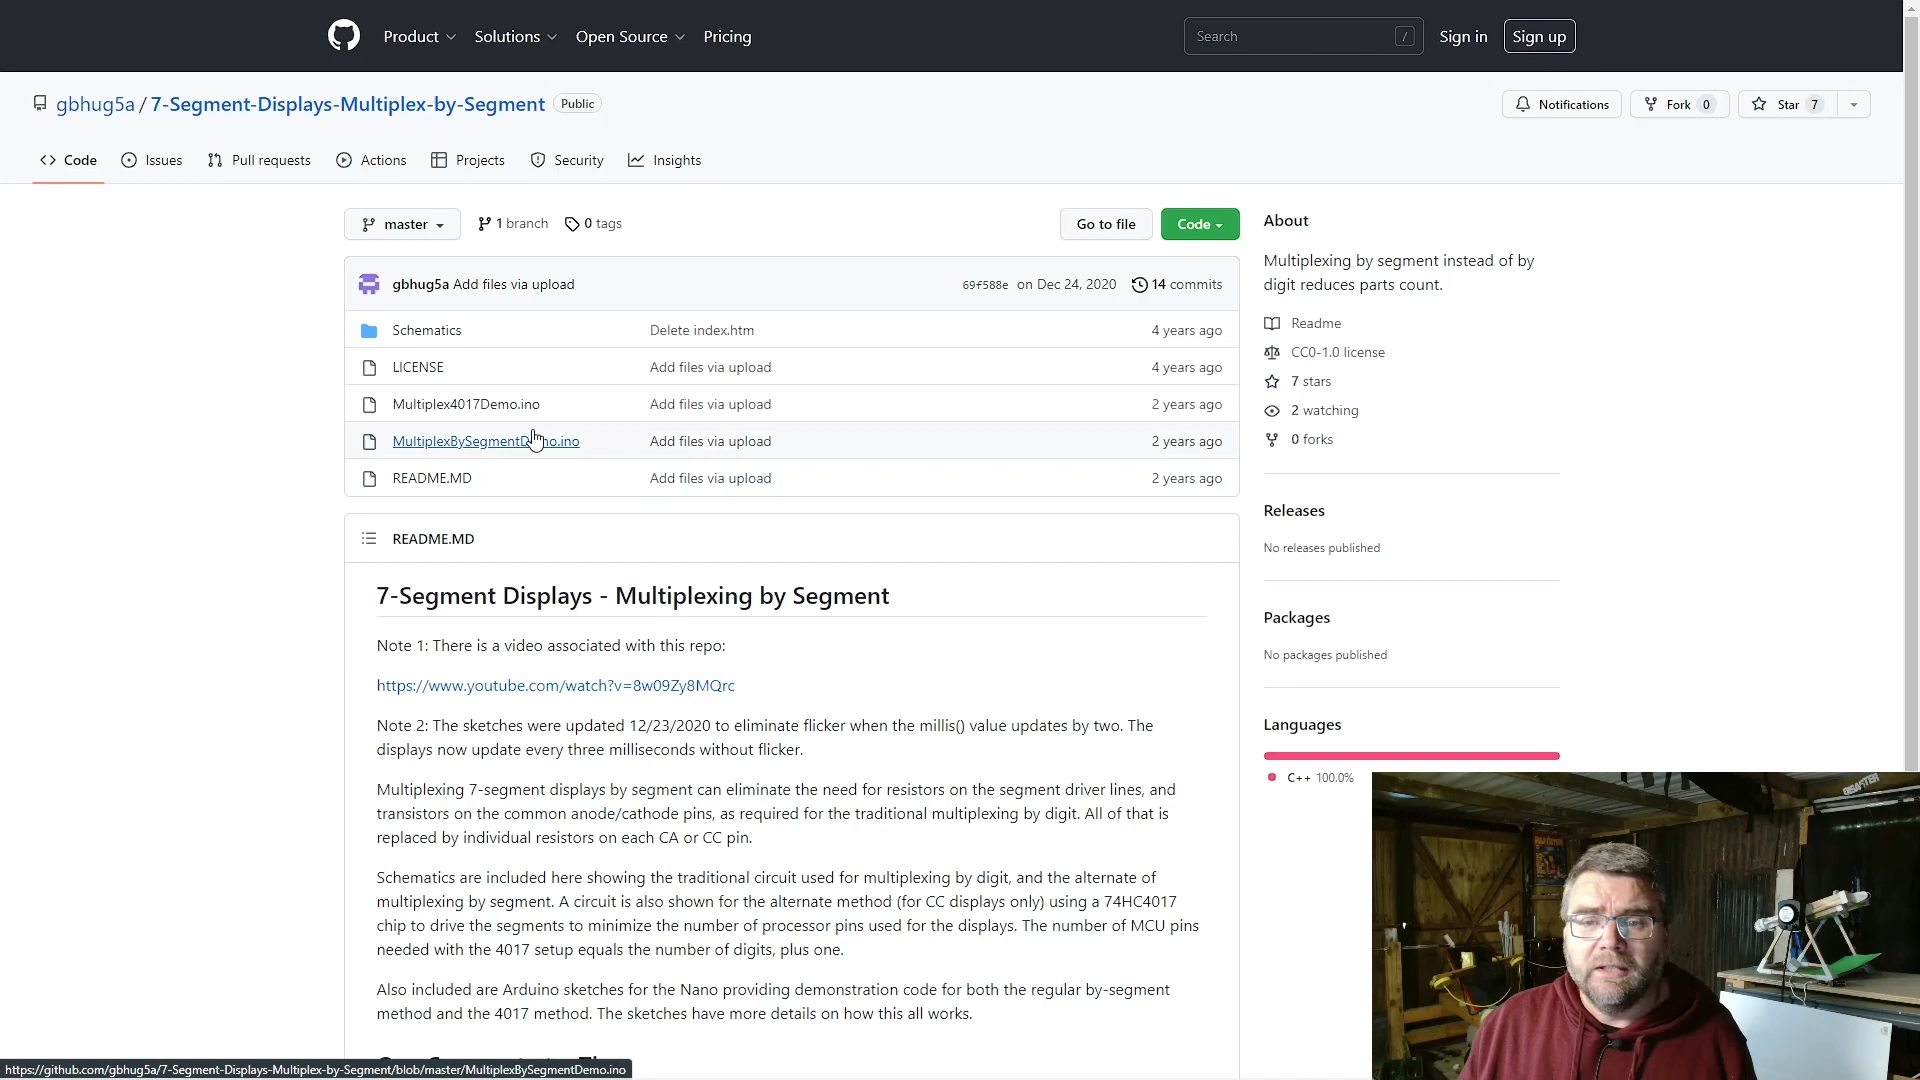 Product Solutions Open Source Pricing Search / Sign in Sign up
gbhug5a / 7-Segment-Displays-Multiplex-by-Segment Public Notifications Fork 0 Star 7
Code Issues Pull requests Actions Projects Security Insights
master 1 branch 0 tags Go to file Code
gbhug5a Add files via upload 69f588e on Dec 24, 2020 14 commits
Schematics Delete index.htm 4 years ago
LICENSE Add files via upload 4 years ago
Multiplex4017Demo.ino Add files via upload 2 years ago
MultiplexBySegmentDemo.ino Add files via upload 2 years ago
README.MD Add files via upload 2 years ago
README.MD
7-Segment Displays - Multiplexing by Segment
Note 1: There is a video associated with this repo:
https://www.youtube.com/watch?v=8w09Zy8MQrc
Note 2: The sketches were updated 12/23/2020 to eliminate flicker when the millis() value updates by two. The
displays now update every three milliseconds without flicker.
Multiplexing 7-segment displays by segment can eliminate the need for resistors on the segment driver lines, and
transistors on the common anode/cathode pins, as required for the traditional multiplexing by digit. All of that is
replaced by individual resistors on each CA or CC pin.
Schematics are included here showing the traditional circuit used for multiplexing by digit, and the alternate of
multiplexing by segment. A circuit is also shown for the alternate method (for CC displays only) using a 74HC4017
chip to drive the segments to minimize the number of processor pins used for the displays. The number of MCU pins
needed with the 4017 setup equals the number of digits, plus one.
Also included are Arduino sketches for the Nano providing demonstration code for both the regular by-segment
method and the 4017 method. The sketches have more details on how this all works.
About
Multiplexing by segment instead of by
digit reduces parts count.
Readme
CC0-1.0 license
7 stars
2 watching
0 forks
Releases
No releases published
Packages
No packages published
Languages
C++ 100.0%
https://github.com/gbhug5a/7-Segment-Displays-Multiplex-by-Segment/blob/master/MultiplexBySegmentDemo.ino